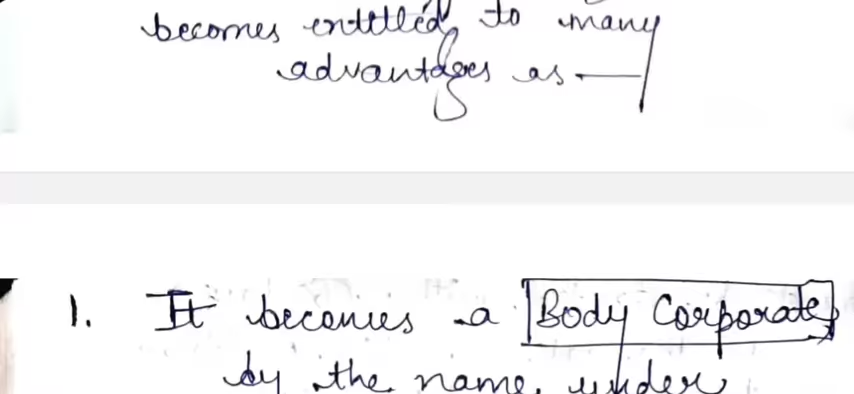 becomes entitled to many
advantages as —
1. It becomes a Body Corporate
by the name, under